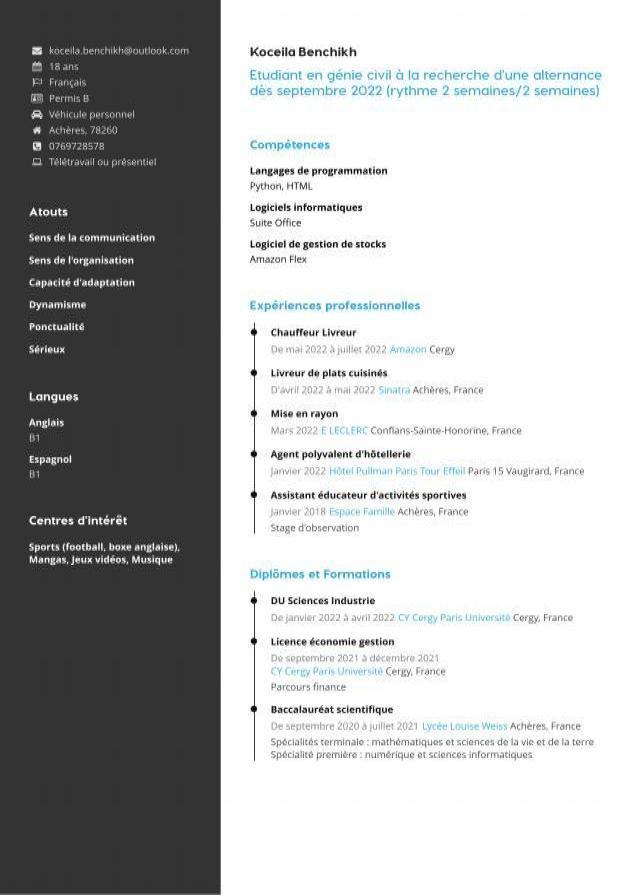 koceila.benchikh@outlook.com
18 ans
Français
Permis B
Véhicule personnel
Achères, 78260
0769728578
Télétravail ou présentiel
Atouts
Sens de la communication
Sens de l'organisation
Capacité d'adaptation
Dynamisme
Ponctualité
Sérieux
Langues
Anglais
B1
Espagnol
B1
Centres d'intérêt
Sports (football, boxe anglaise),
Mangas, Jeux vidéos, Musique
Koceila Benchikh
Etudiant en génie civil à la recherche d'une alternance
dès septembre 2022 (rythme 2 semaines/2 semaines)
Compétences
Langages de programmation
Python, HTML
Logiciels informatiques
Suite Office
Logiciel de gestion de stocks
Amazon Flex
Expériences professionnelles
Chauffeur Livreur
De mai 2022 à juillet 2022 Amazon Cergy
Livreur de plats cuisinés
D'avril 2022 à mai 2022 Sinatra Achères, France
Mise en rayon
Mars 2022 E LECLERC Conflans-Sainte-Honorine, France
Agent polyvalent d'hôtellerie
Janvier 2022 Hôtel Pullman Paris Tour Effeil Paris 15 Vaugirard, France
Assistant éducateur d'activités sportives
Janvier 2018 Espace Famille Achères, France
Stage d'observation
Diplômes et Formations
DU Sciences Industrie
De janvier 2022 à avril 2022 CY Cergy Paris Université Cergy, France
Licence économie gestion
De septembre 2021 à décembre 2021
CY Cergy Paris Université Cergy, France
Parcours finance
Baccalauréat scientifique
De septembre 2020 à juillet 2021 Lycée Louise Weiss Achères, France
Spécialités terminale : mathématiques et sciences de la vie et de la terre
Spécialité première : numérique et sciences informatiques